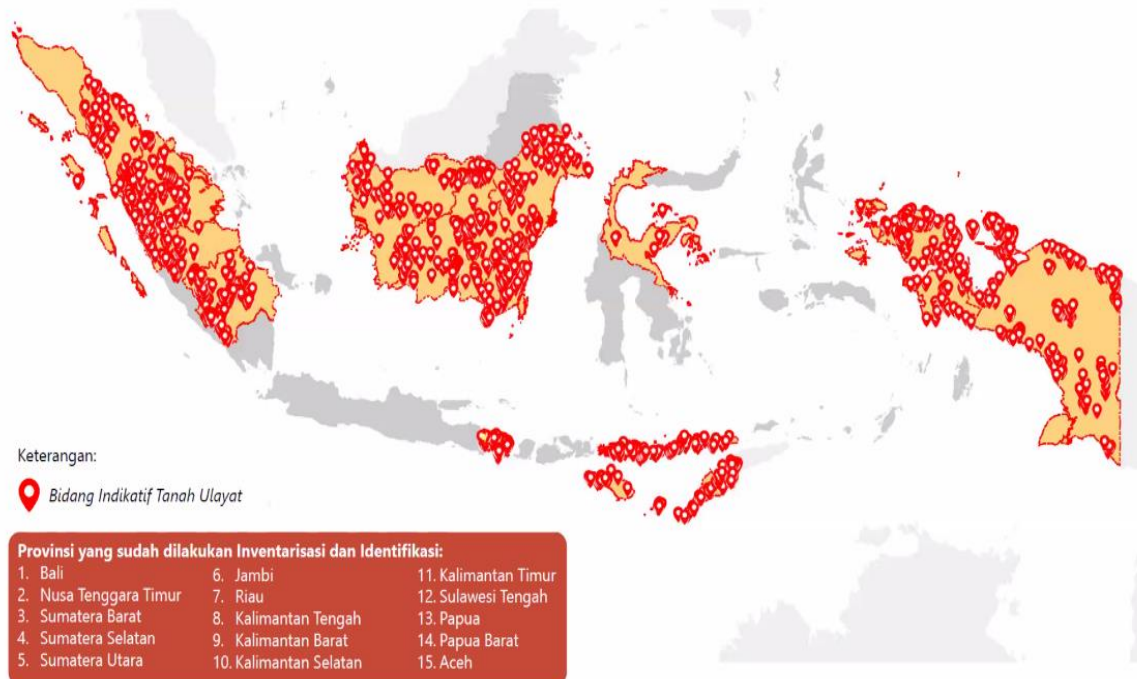 Keterangan:
Bidang Indikatif Tanah Ulayat
Provinsi yang sudah dilakukan Inventarisasi dan Identifikasi:
1. Bali
2. Nusa Tenggara Timur
3. Sumatera Barat
4. Sumatera Selatan
5. Sumatera Utara
6. Jambi
7. Riau
8. Kalimantan Tengah
9. Kalimantan Barat
10. Kalimantan Selatan
11. Kalimantan Timur
12. Sulawesi Tengah
13. Papua
14. Papua Barat
15. Aceh